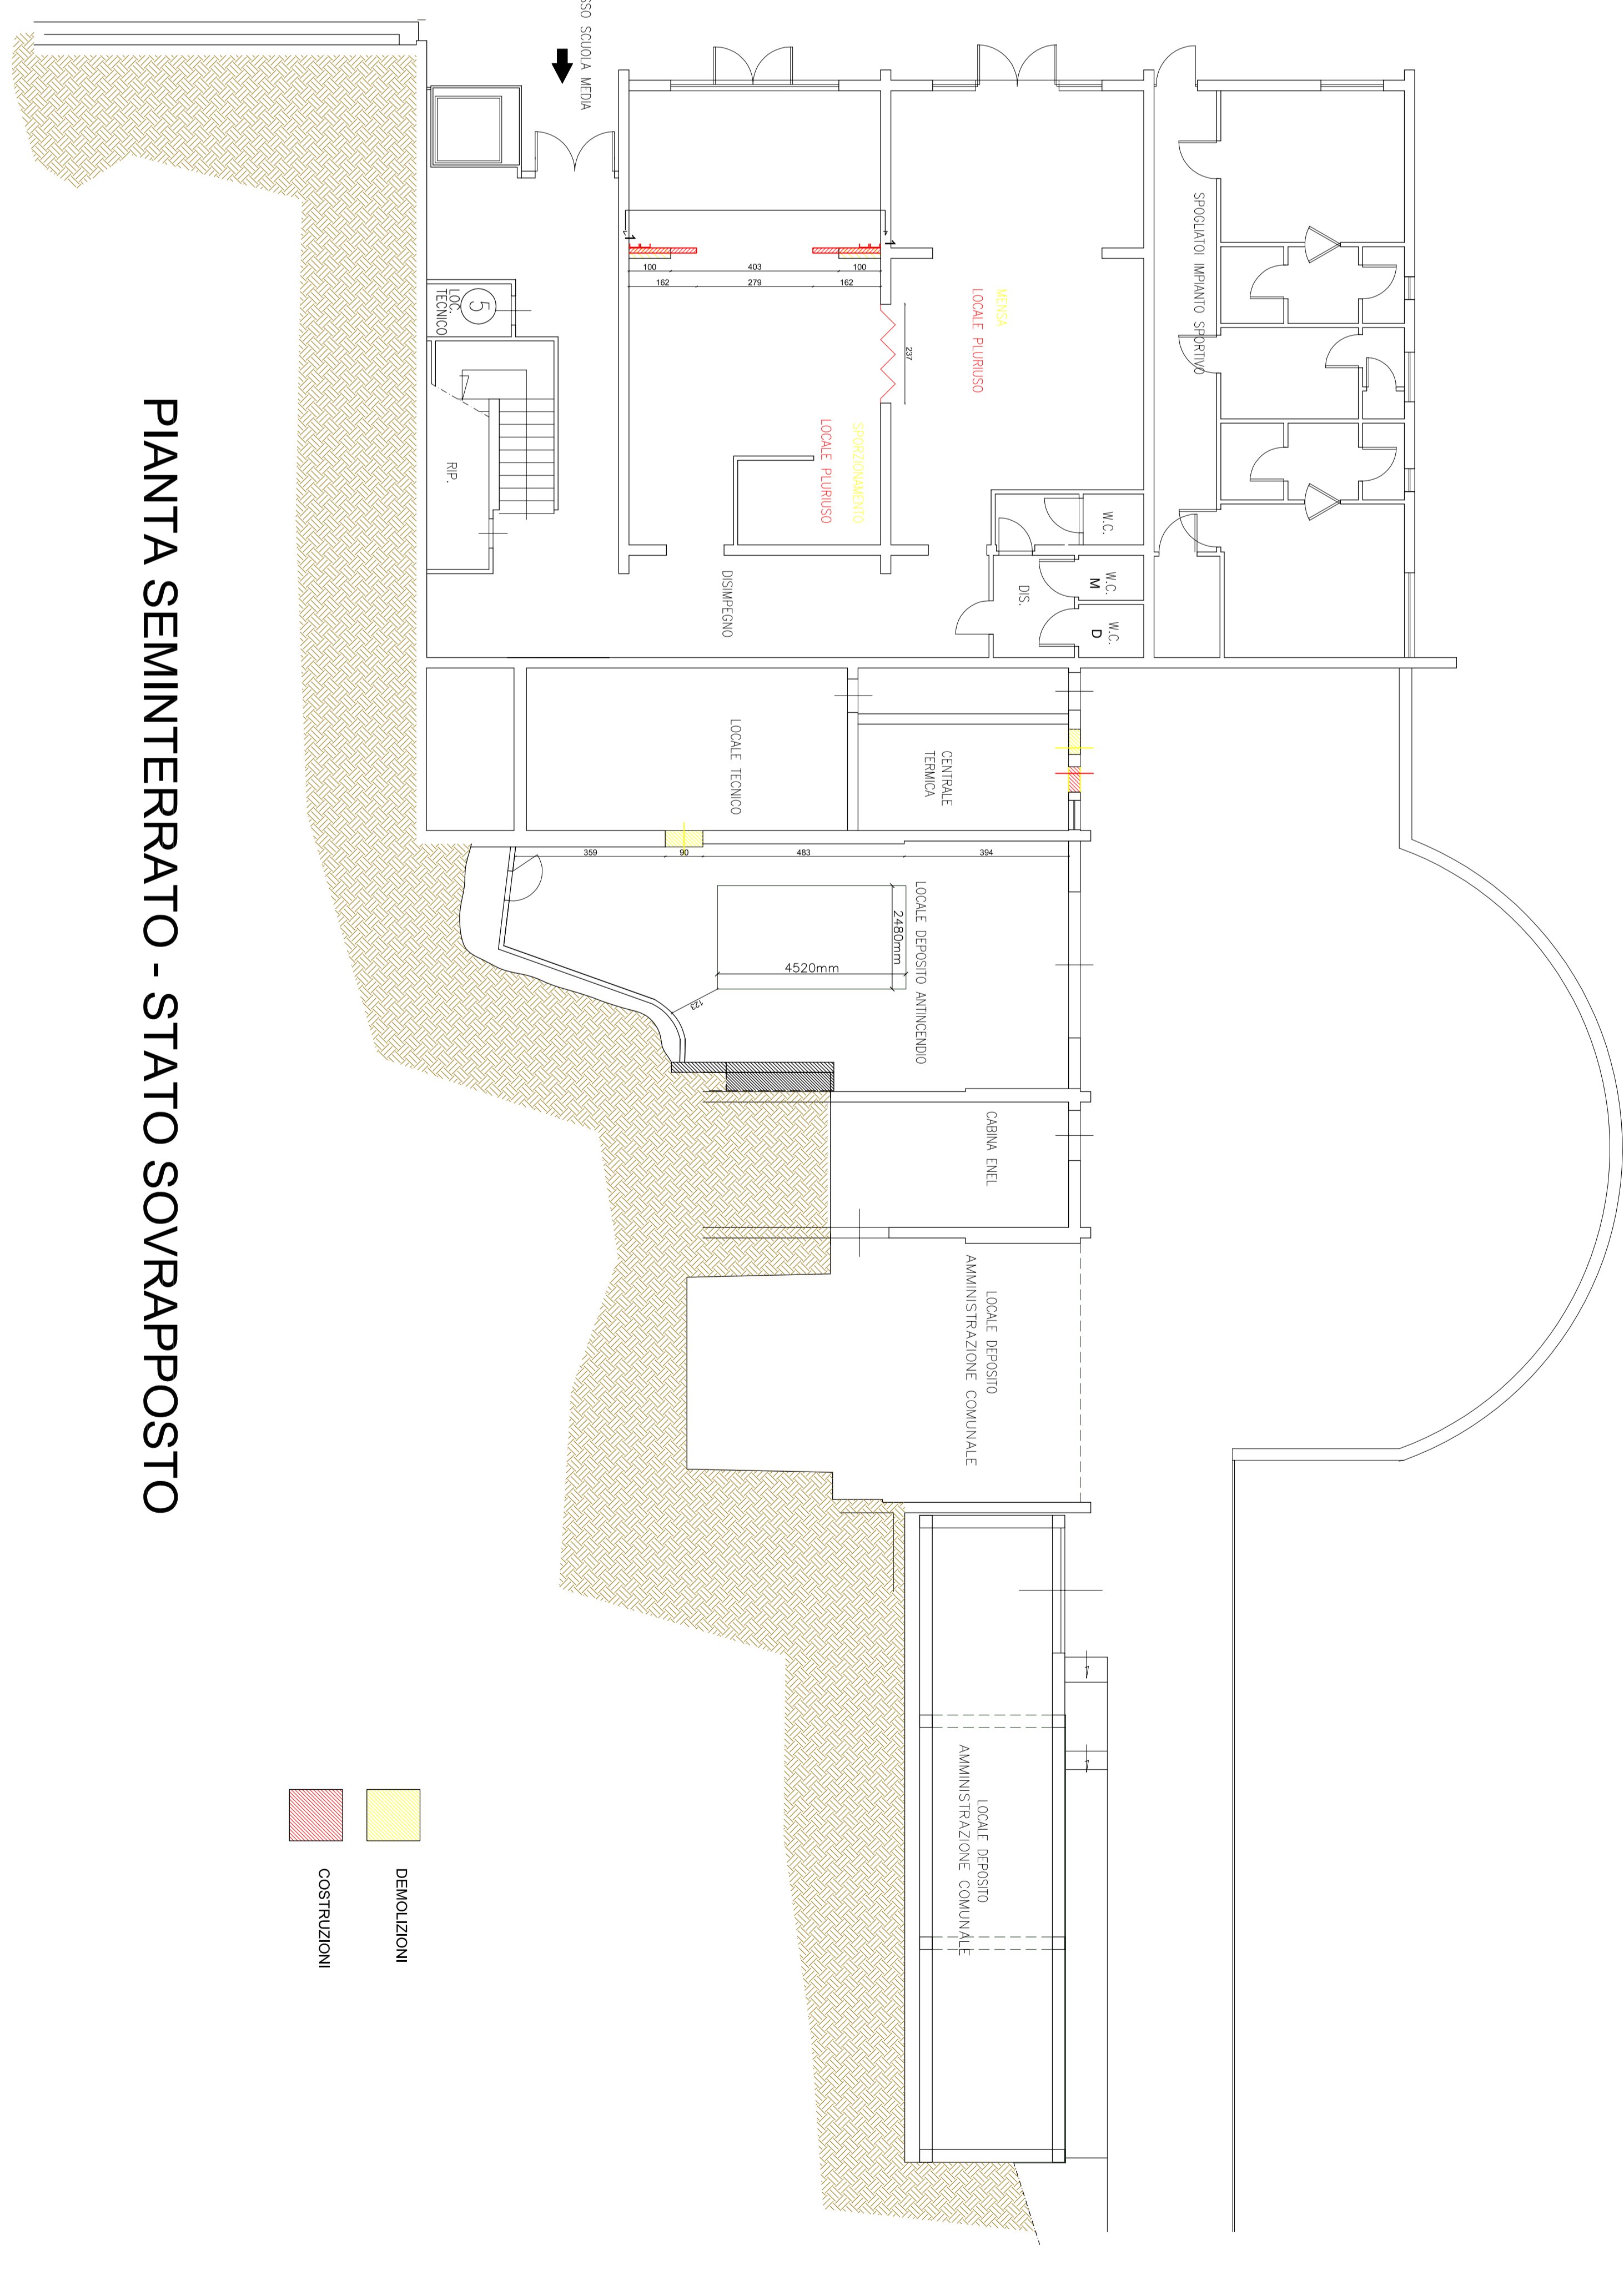 PIANTA SEMINTERRATO - STATO SOVRAPPOSTO
SCUOLA MEDIA
SPOGLIATOI IMPIANTO SPORTIVO
MENSA
LOCALE PLURIUSO
SPORZIONAMENTO
LOCALE PLURIUSO
1
1
100
403
100
162
279
162
237
5
LOC.
TECNICO
RIP.
W.C.
W.C.
M
W.C.
D
DIS.
DISIMPEGNO
LOCALE TECNICO
CENTRALE
TERMICA
359
90
483
394
LOCALE DEPOSITO ANTINCENDIO
2480mm
4520mm
123
CABINA ENEL
LOCALE DEPOSITO
AMMINISTRAZIONE COMUNALE
LOCALE DEPOSITO
AMMINISTRAZIONE COMUNALE
DEMOLIZIONI
COSTRUZIONI